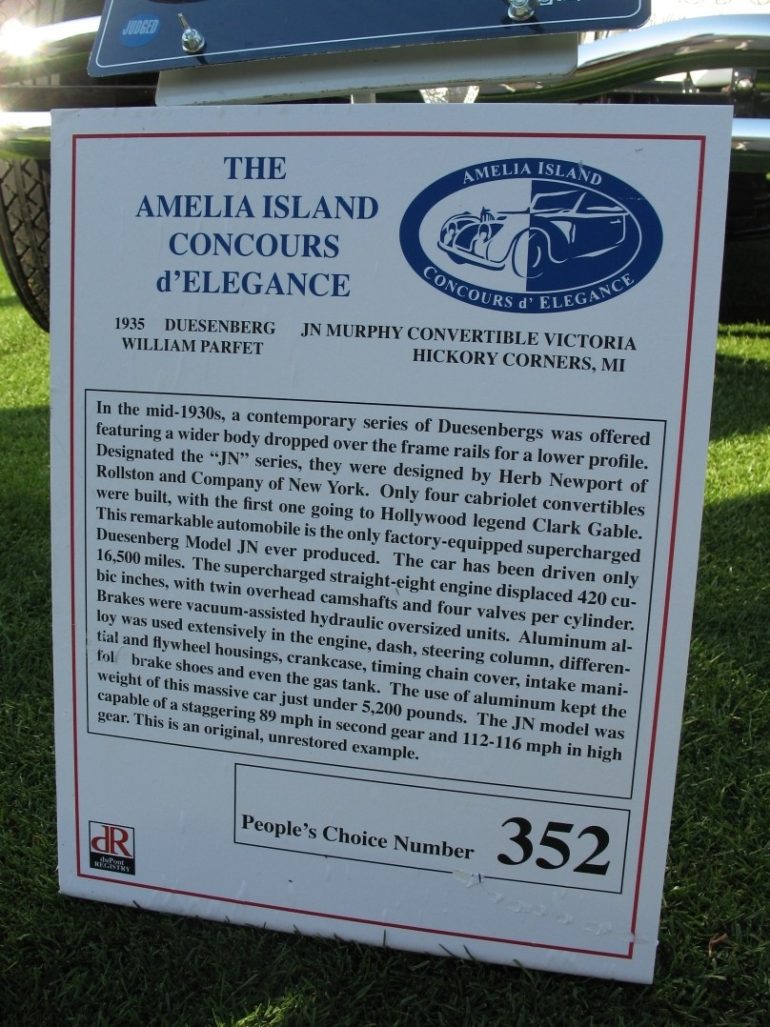 JUDGED
THE
AMELIA ISLAND
CONCOURS
d'ELEGANCE
AMELIA ISLAND
CONCOURS d' ELEGANCE
1935 DUESENBERG JN MURPHY CONVERTIBLE VICTORIA
WILLIAM PARFET HICKORY CORNERS, MI
In the mid-1930s, a contemporary series of Duesenbergs was offered
featuring a wider body dropped over the frame rails for a lower profile.
Designated the “JN” series, they were designed by Herb Newport of
Rollston and Company of New York. Only four cabriolet convertibles
were built, with the first one going to Hollywood legend Clark Gable.
This remarkable automobile is the only factory-equipped supercharged
Duesenberg Model JN ever produced. The car has been driven only
16,500 miles. The supercharged straight-eight engine displaced 420 cu-
bic inches, with twin overhead camshafts and four valves per cylinder.
Brakes were vacuum-assisted hydraulic oversized units. Aluminum al-
loy was used extensively in the engine, dash, steering column, differen-
tial and flywheel housings, crankcase, timing chain cover, intake mani-
fol brake shoes and even the gas tank. The use of aluminum kept the
weight of this massive car just under 5,200 pounds. The JN model was
capable of a staggering 89 mph in second gear and 112-116 mph in high
gear. This is an original, unrestored example.
People's Choice Number 352
dR
duPont
REGISTRY